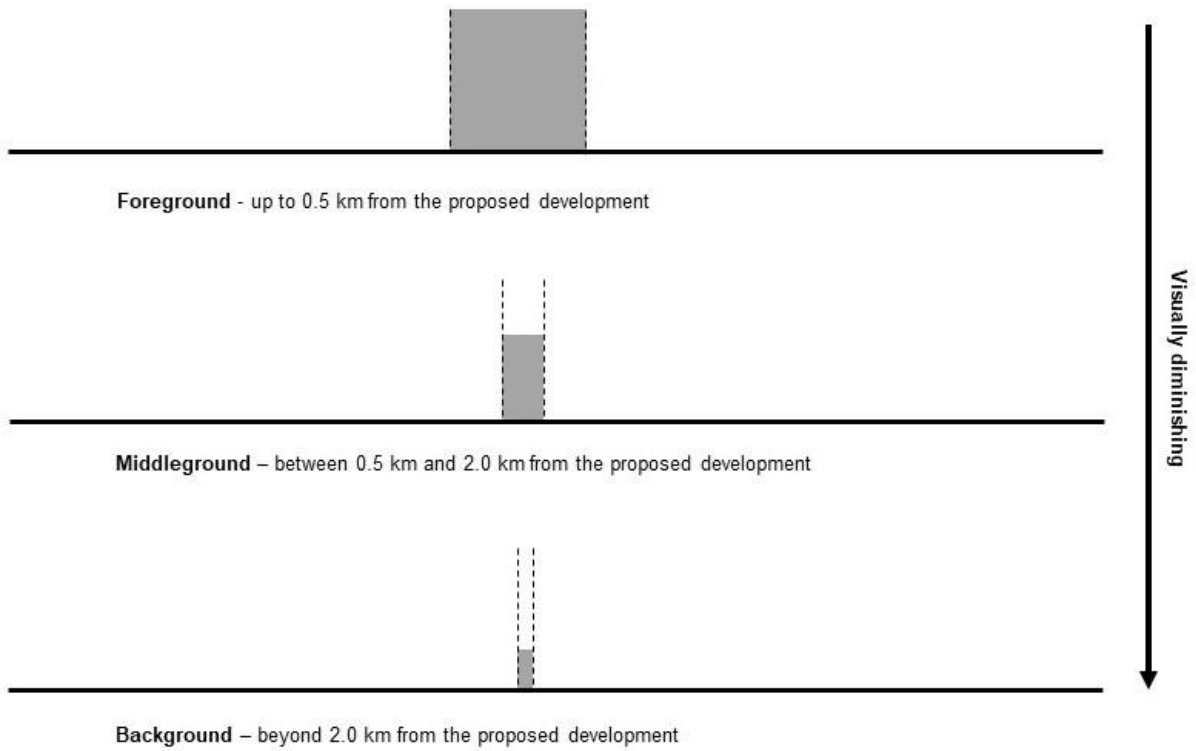 Foreground - up to 0.5 km from the proposed development
Visually diminishing
Middleground – between 0.5 km and 2.0 km from the proposed development
Background – beyond 2.0 km from the proposed development